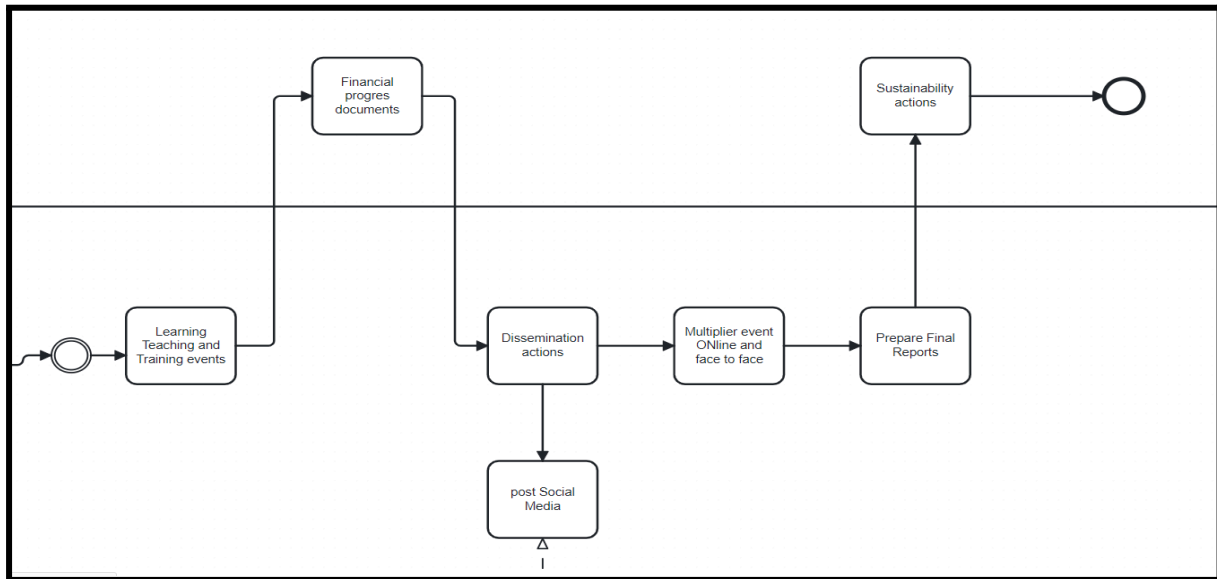 Financial
progres
documents
Sustainability
actions
Learning
Teaching and
Training events
Dissemination
actions
Multiplier event
ONline and
face to face
Prepare Final
Reports
post Social
Media